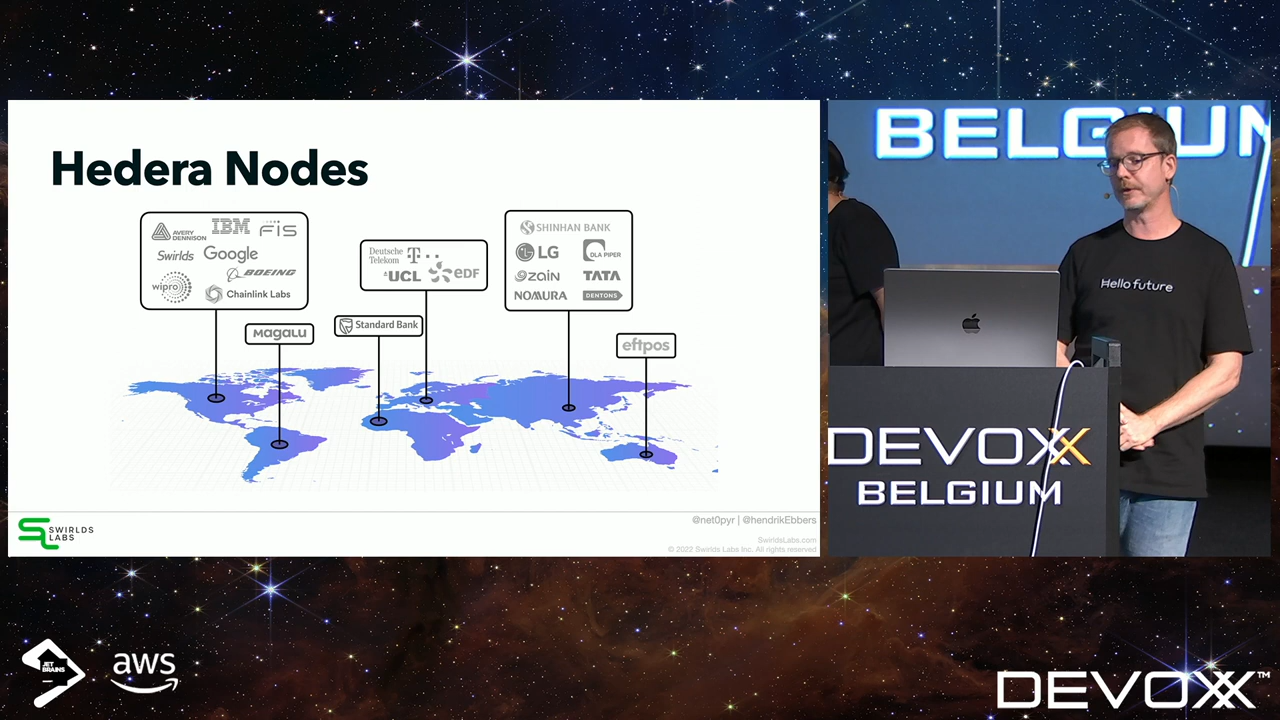 BELGIUM
Hedera Nodes
AVERY DENNISON
IBM
FIS
Swirlds
Google
wipro
BOEING
Chainlink Labs
Deutsche Telekom
T
UCL
eDF
SHINHAN BANK
LG
DLA PIPER
zain
TATA
NOMURA
DENTONS
MagaLu
Standard Bank
eftpos
Hello future
DEVOXX
BELGIUM
SWIRLDS
LABS
@net0pyr | @hendrikEbbers
SwirldsLabs.com
© 2022 Swirlds Labs Inc. All rights reserved
JET
BRAINS
aws
DEVOXX™